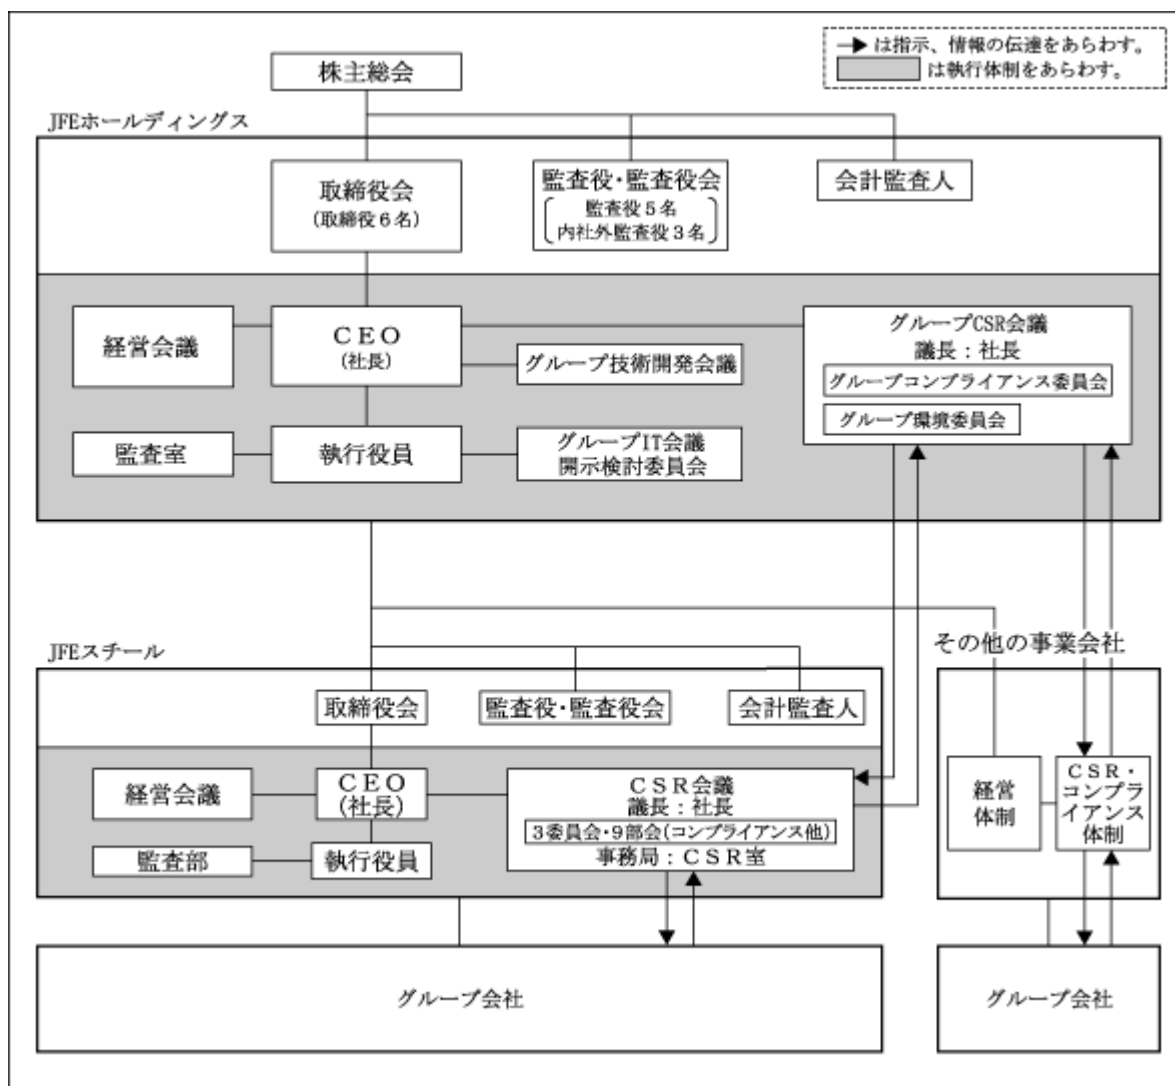 →は指示、情報の伝達をあらわす。
は執行体制をあらわす。
株主総会
JFEホールディングス
取締役会
(取締役6名)
監査役・監査役会
監査役5名
内社外監査役3名
会計監査人
経営会議
CEO
(社長)
グループ技術開発会議
グループCSR会議
議長：社長
グループコンプライアンス委員会
グループ環境委員会
監査室
執行役員
グループIT会議
開示検討委員会
JFEスチール
その他の事業会社
取締役会
監査役・監査役会
会計監査人
経営会議
CEO
(社長)
CSR会議
議長：社長
3委員会・9部会(コンプライアンス他)
事務局：CSR室
監査部
執行役員
経営
体制
CSR・
コンプラ
イアンス
体制
グループ会社
グループ会社